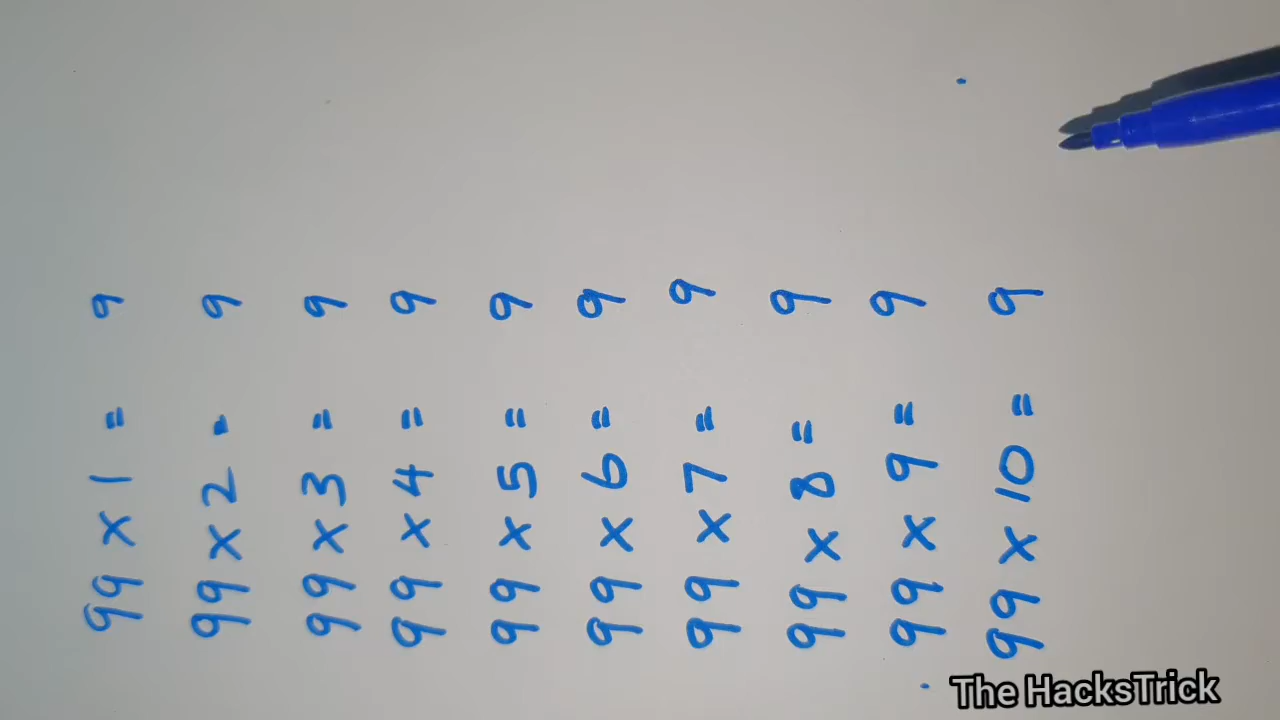 99 x 1 = 9
99 x 2 = 9
99 x 3 = 9
99 x 4 = 9
99 x 5 = 9
99 x 6 = 9
99 x 7 = 9
99 x 8 = 9
99 x 9 = 9
99 x 10 = 9
The HacksTrick